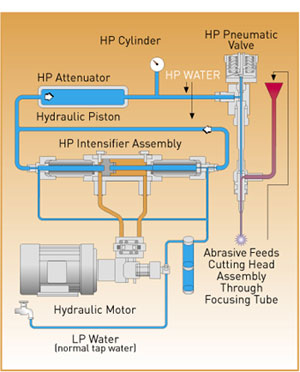 HP Pneumatic
Valve
HP Cylinder
HP Attenuator
HP WATER
Hydraulic Piston
HP Intensifier Assembly
Abrasive Feeds
Cutting Head
Assembly
Through
Focusing Tube
Hydraulic Motor
LP Water
(normal tap water)